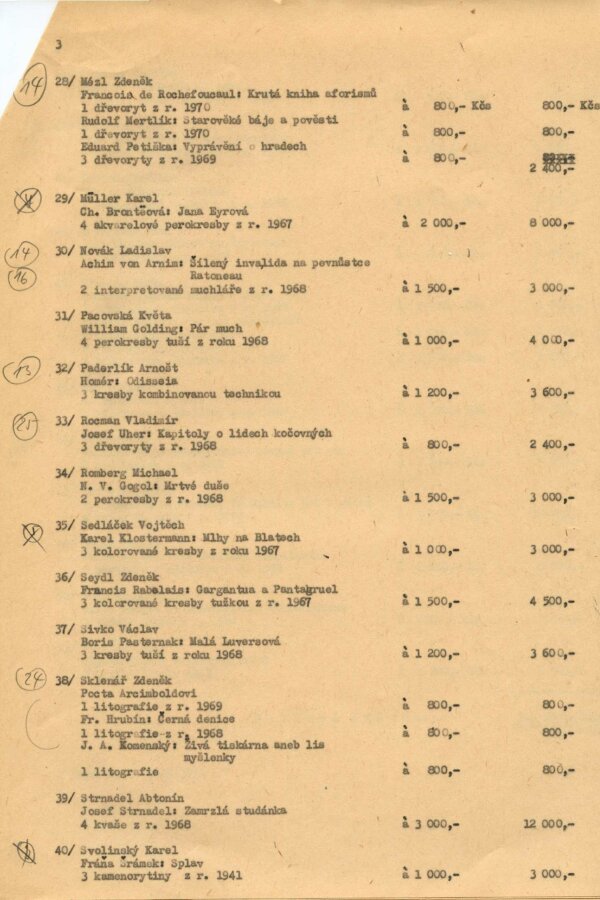 3
14
28/ Mézl Zdeněk
Francois de Rochefoucaul: Krutá kniha aforismů
1 dřevoryt z r. 1970 à 800,- Kčs 800,- Kčs
Rudolf Mertlík: Starověké báje a pověsti
1 dřevoryt z r. 1970 à 800,- 800,-
Eduard Petiška: Vyprávění o hradech
3 dřevoryty z r. 1969 à 800,-
2 400,-
29/ Müller Karel
Ch. Brontëová: Jana Eyrová
4 akvarelové perokresby z r. 1967 à 2 000,- 8 000,-
14
30/ Novák Ladislav
Achim von Arnim: Šílený invalida na pevnůstce
16
Ratoneau
2 interpretované muchláže z r. 1968 à 1 500,- 3 000,-
31/ Pacovská Květa
William Golding: Pár much
4 perokresby tuší z roku 1968 à 1 000,- 4 000,-
13
32/ Paderlík Arnošt
Homér: Odisseia
3 kresby kombinovanou technikou à 1 200,- 3 600,-
25
33/ Rocman Vladimír
Josef Uher: Kapitoly o lidech kočovných
3 dřevoryty z r. 1968 à 800,- 2 400,-
34/ Romberg Michael
N. V. Gogol: Mrtvé duše
2 perokresby z r. 1968 à 1 500,- 3 000,-
35/ Sedláček Vojtěch
Karel Klostermann: Mlhy na Blatech
3 kolorované kresby z roku 1967 à 1 000,- 3 000,-
36/ Seydl Zdeněk
Francis Rabelais: Gargantua a Pantagruel
3 kolorované kresby tužkou z r. 1967 à 1 500,- 4 500,-
37/ Sivko Václav
Boris Pasternak: Malá Luversová
3 kresby tuší z roku 1968 à 1 200,- 3 600,-
24
38/ Sklenář Zdeněk
Pocta Arcimboldovi
1 litografie z r. 1969 à 800,- 800,-
Fr. Hrubín: Černá denice
1 litografie z r. 1968 à 800,- 800,-
J. A. Komenský: Živá tiskárna aneb lis
myšlenky
1 litografie à 800,- 800,-
39/ Strnadel Abtonín
Josef Strnadel: Zamrzlá studánka
4 kvaše z r. 1968 à 3 000,- 12 000,-
40/ Svolinský Karel
Fráňa Šrámek: Splav
3 kamenorytiny z r. 1941 à 1 000,- 3 000,-